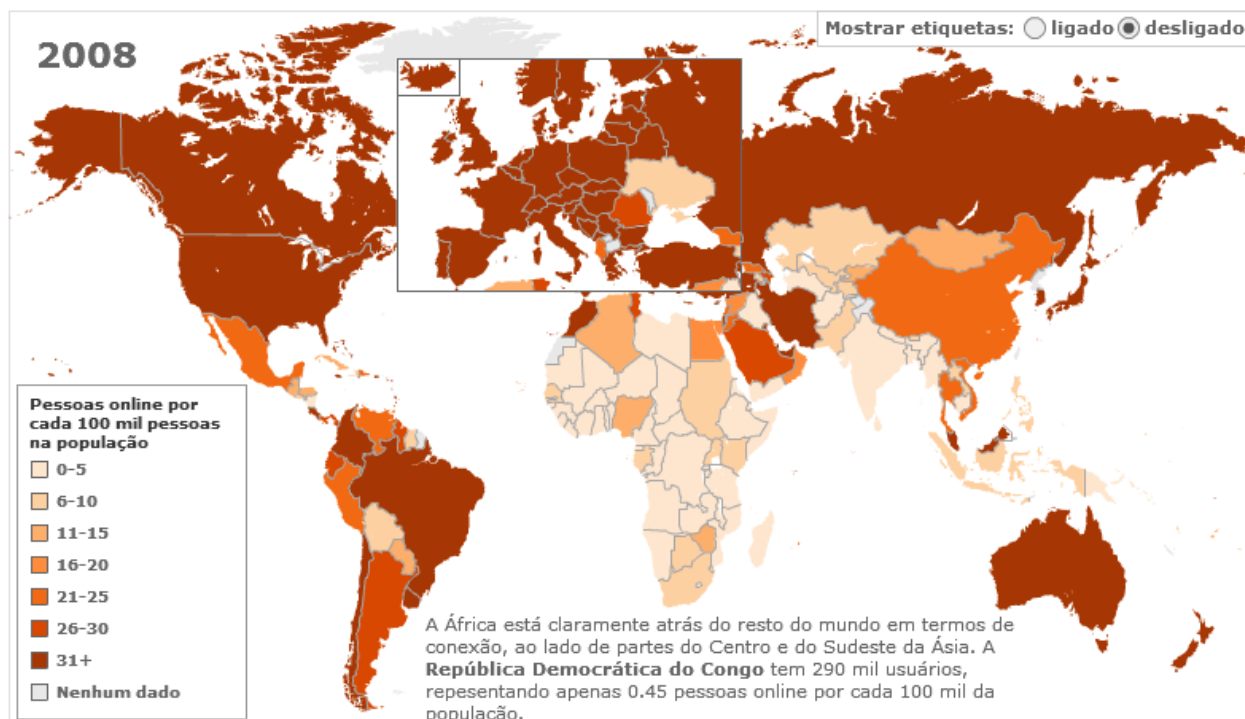 2008
Mostrar etiquetas: ligado desligado
Pessoas online por
cada 100 mil pessoas
na população
0-5
6-10
11-15
16-20
21-25
26-30
31+
Nenhum dado
A África está claramente atrás do resto do mundo em termos de
conexão, ao lado de partes do Centro e do Sudeste da Ásia. A
República Democrática do Congo tem 290 mil usuários,
repesentando apenas 0.45 pessoas online por cada 100 mil da
população.